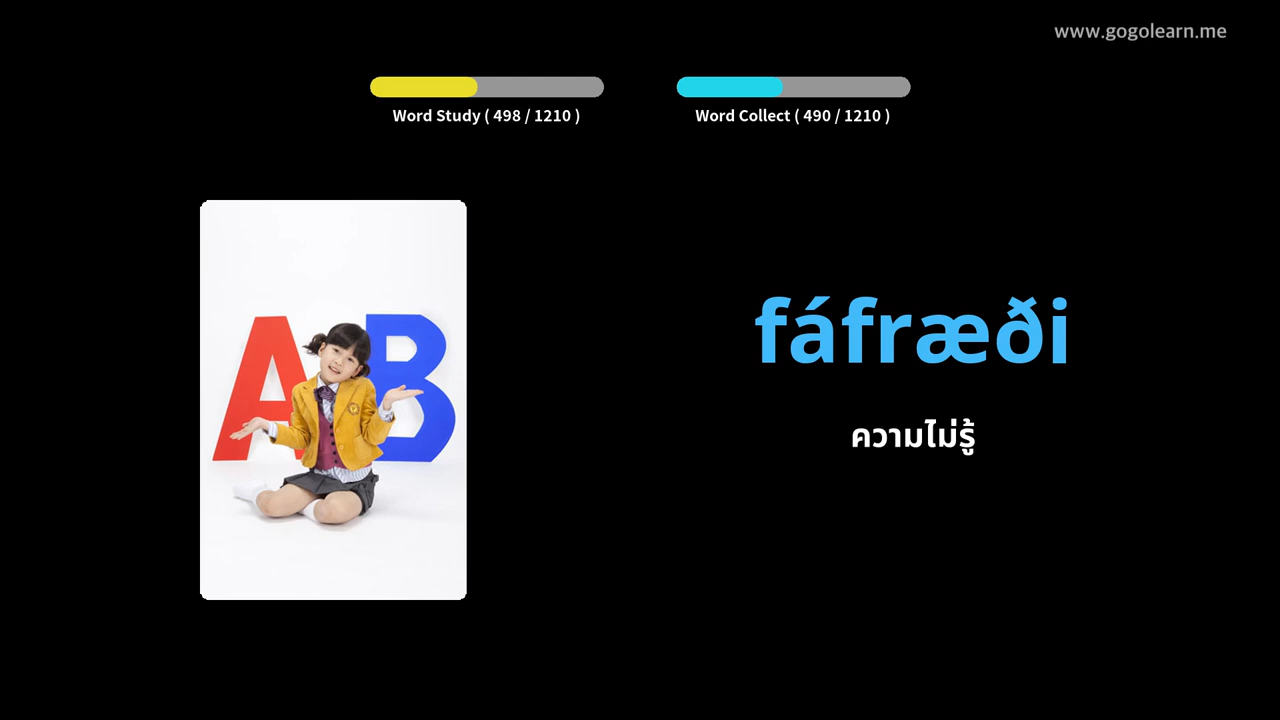 www.gogolearn.me
Word Study ( 498 / 1210 )
Word Collect ( 490 / 1210 )
A B
fáfræði
ความไม่รู้